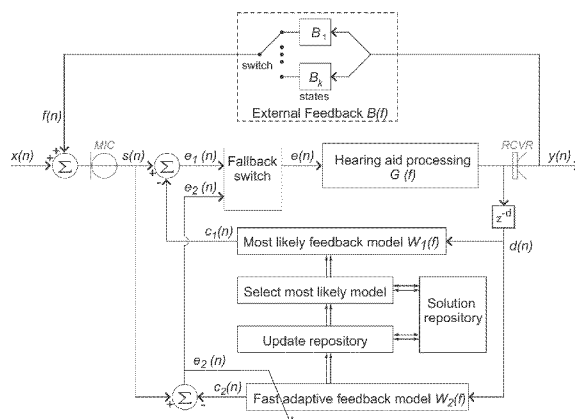 B1
switch
Bk
states
External Feedback B(f)
f(n)
MIC
RCVR
x(n)
s(n)
e1(n)
Fallback
switch
e(n)
Hearing aid processing
G (f)
y(n)
e2(n)
z-d
c1(n)
Most likely feedback model W1(f)
d(n)
Select most likely model
Solution
repository
Update repository
e2(n)
c2(n)
Fast adaptive feedback model W2(f)